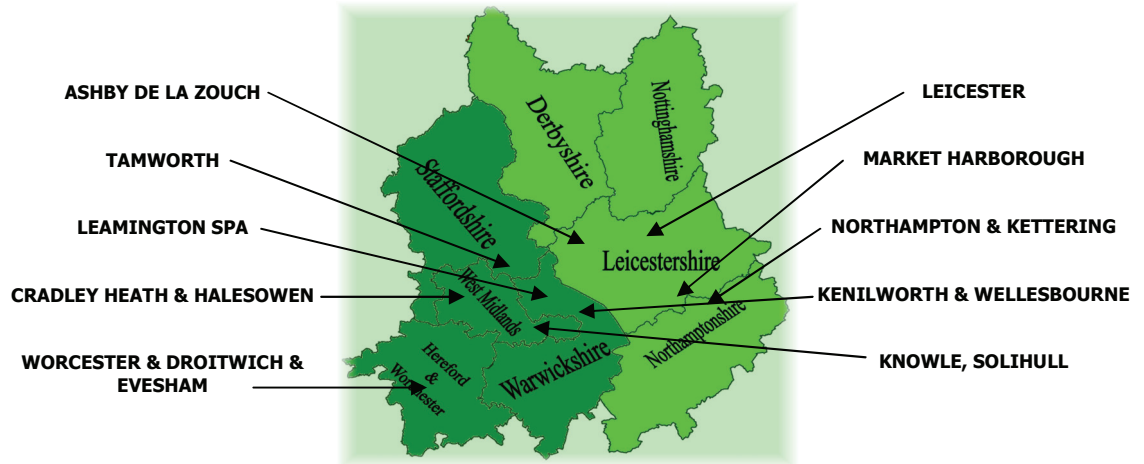 ASHBY DE LA ZOUCH
TAMWORTH
LEAMINGTON SPA
CRADLEY HEATH & HALESOWEN
WORCESTER & DROITWICH &
EVESHAM
Derbyshire
Nottinghamshire
Staffordshire
Leicestershire
West Midlands
Northamptonshire
Warwickshire
Hereford
&
Worchester
LEICESTER
MARKET HARBOROUGH
NORTHAMPTON & KETTERING
KENILWORTH & WELLESBOURNE
KNOWLE, SOLIHULL